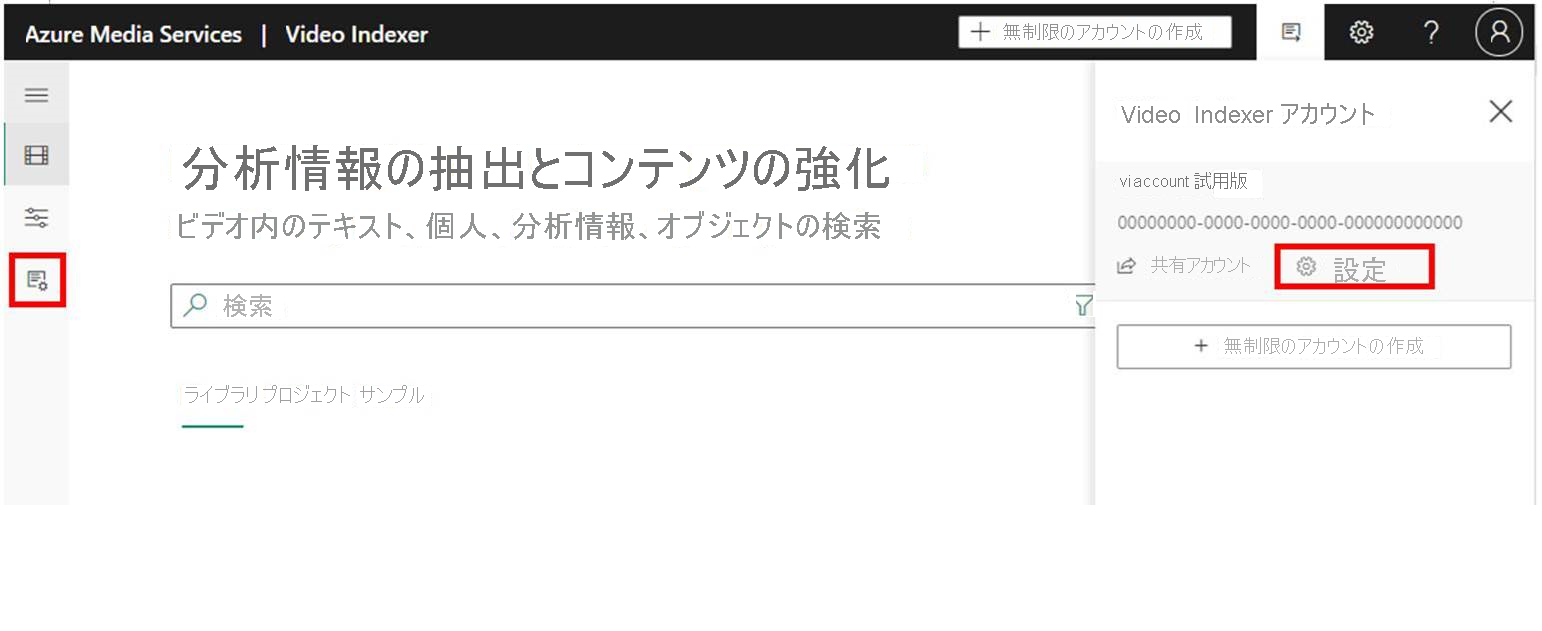 Azure Media Services | Video Indexer
無制限のアカウントの作成
Video Indexer アカウント
分析情報の抽出とコンテンツの強化
viaccount 試用版
ビデオ内のテキスト、個人、分析情報、オブジェクトの検索
00000000-0000-0000-0000-000000000000
共有アカウント 設定
検索
+ 無制限のアカウントの作成
ライブラリ プロジェクト サンプル